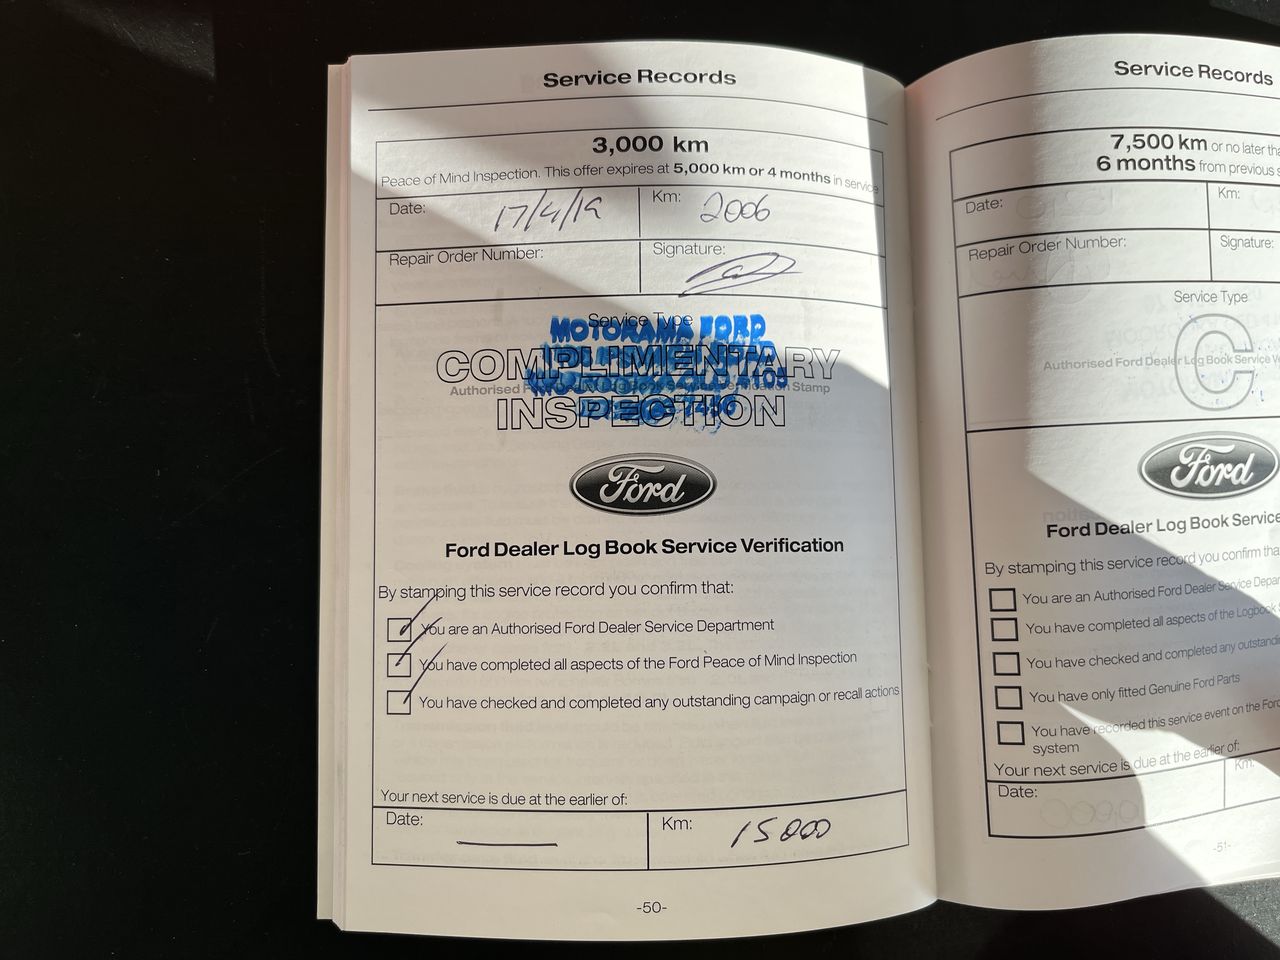 Service Records
3,000 km
Peace of Mind Inspection. This offer expires at 5,000 km or 4 months in service
Date: 17/4/19
Km: 2006
Repair Order Number:
Signature:
Service Type
MOTORAMA FORD
COMPLIMENTARY
Authorised Ford Dealer Log Book Service Verification Stamp
INSPECTION
Ford
Ford Dealer Log Book Service Verification
By stamping this service record you confirm that:
You are an Authorised Ford Dealer Service Department
You have completed all aspects of the Ford Peace of Mind Inspection
You have checked and completed any outstanding campaign or recall actions
Your next service is due at the earlier of:
Date:
Km: 15000
-50-
Service Records
7,500 km or no later
6 months from previous
Date:
Km:
Repair Order Number:
Signature:
Service Type
C
Authorised Ford Dealer Log Book Service
Ford
Ford Dealer Log Book Service
By stamping this service record you confirm
You are an Authorised Ford Dealer Service
You have completed all aspects of the Logbook
You have checked and completed any
You have only fitted Genuine Ford Parts
You have recorded this service event on the Ford
system
Your next service is due at the earlier of:
Date:
Km:
-51-